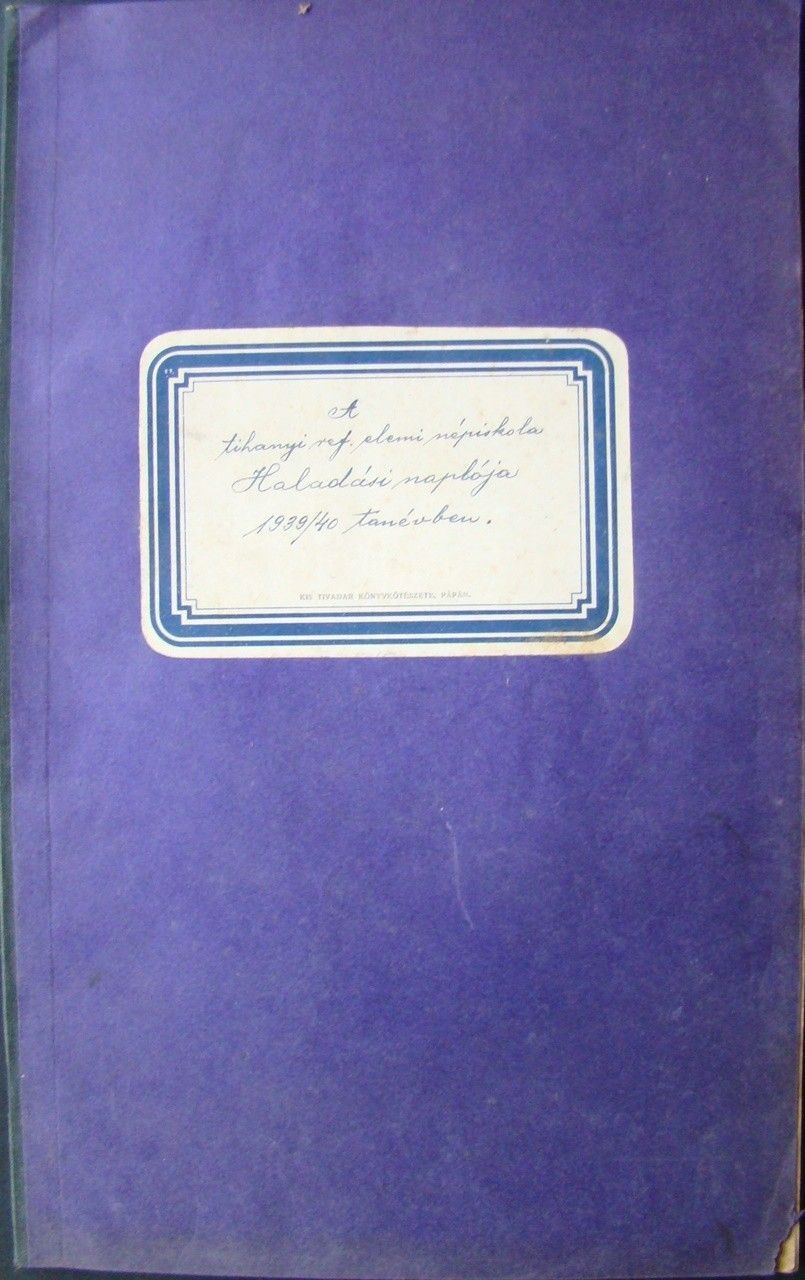 A
tihanyi ref. elemi népiskola
Haladási naplója
1939/40 tanévben.
KIS TIVADAR KÖNYVKÖTÉSZETE, PÁPÁN.